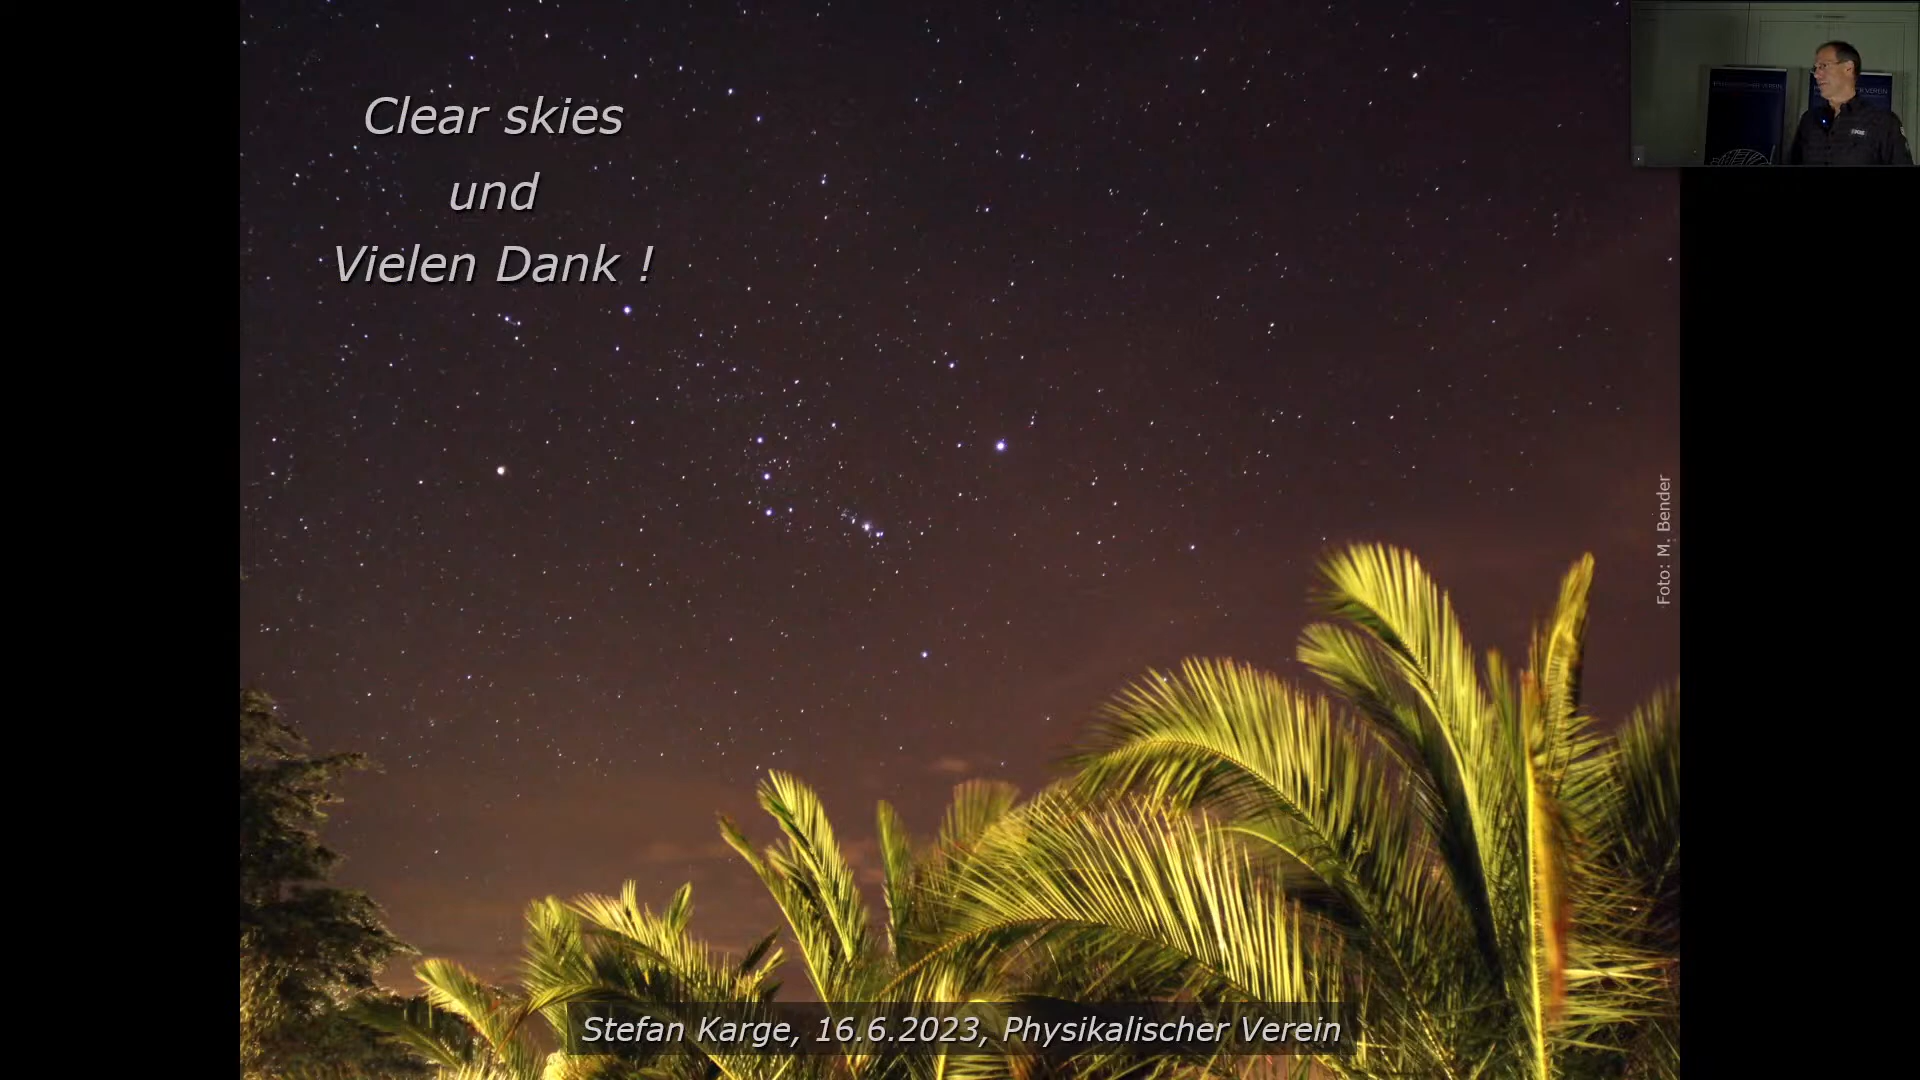 Clear skies
und
Vielen Dank !
Foto: M. Bender
Stefan Karge, 16.6.2023, Physikalischer Verein